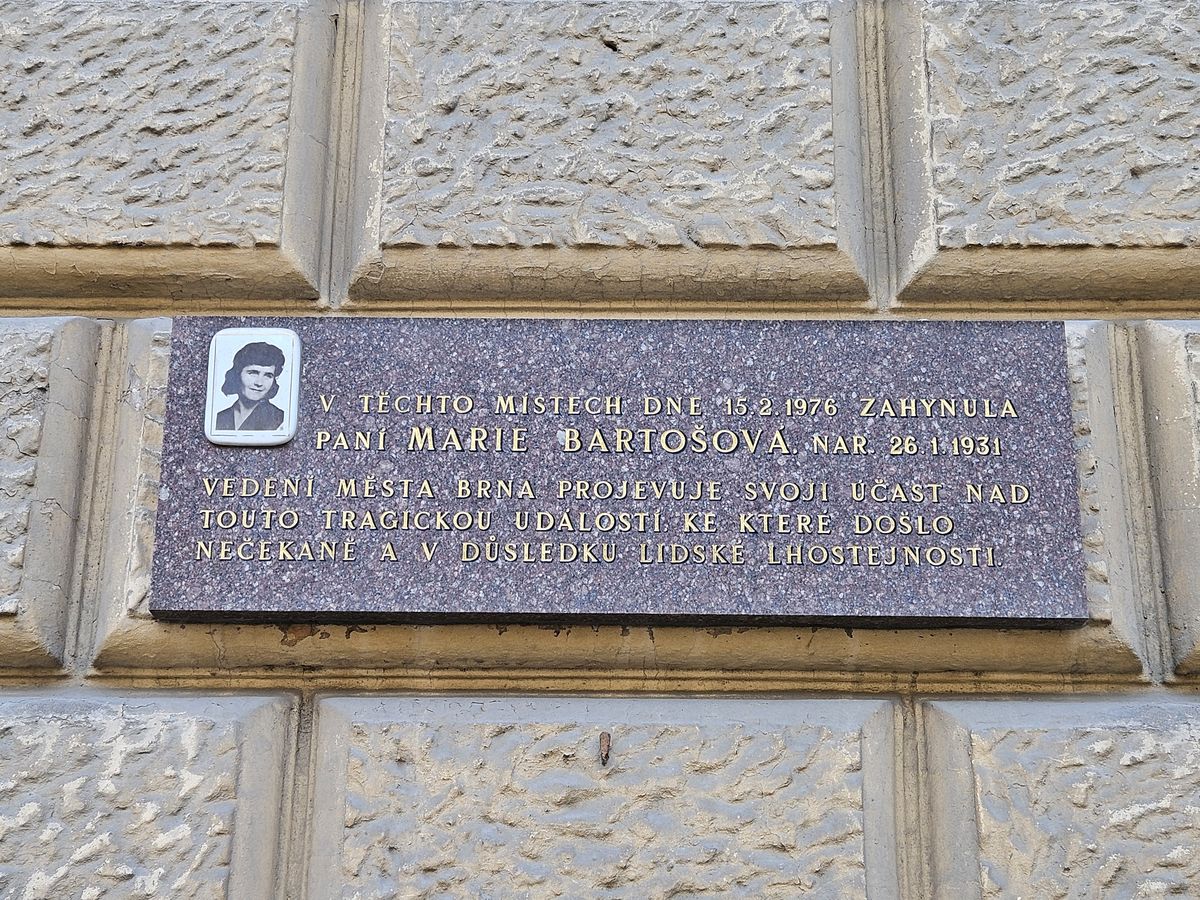 V TĚCHTO MÍSTECH DNE 15.2.1976 ZAHYNULA
PANÍ MARIE BARTOŠOVA. NAR. 26.1.1931
VEDENÍ MĚSTA BRNA PROJEVUJE SVOJI ÚČAST NAD
TOUTO TRAGICKOU UDÁLOSTÍ. KE KTERÉ DOŠLO
NEČEKANĚ A V DŮSLEDKU LIDSKÉ LHOSTEJNOSTI.